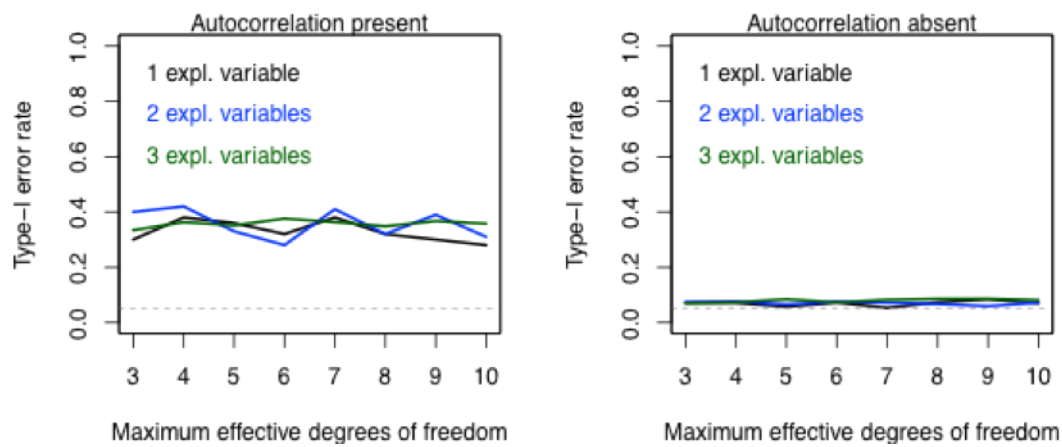 Autocorrelation present
Type-I error rate
1.0
0.8
0.6
0.4
0.2
0.0
1 expl. variable
2 expl. variables
3 expl. variables
3 4 5 6 7 8 9 10
Maximum effective degrees of freedom
Autocorrelation absent
Type-I error rate
1.0
0.8
0.6
0.4
0.2
0.0
1 expl. variable
2 expl. variables
3 expl. variables
3 4 5 6 7 8 9 10
Maximum effective degrees of freedom